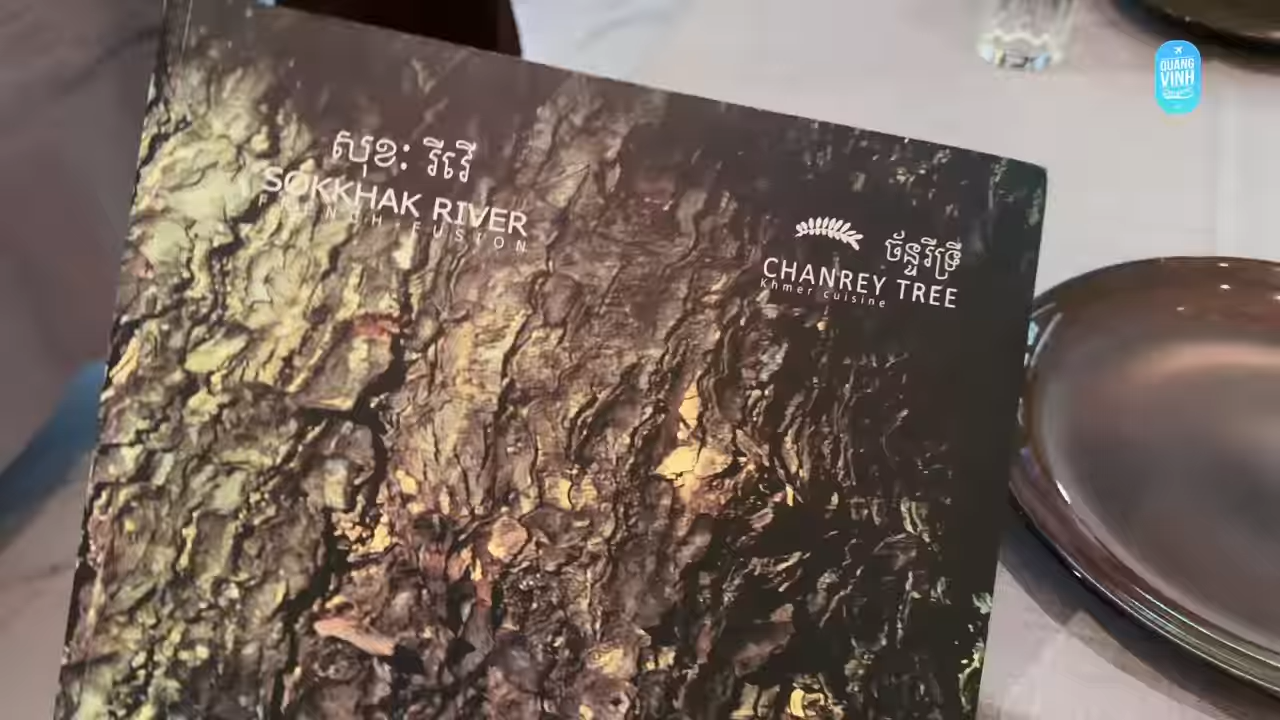 សុខៈ រីវើ
SOKKHAK RIVER
FRENCH-FUSION
ច័ន្ទរីទ្រី
CHANREY TREE
Khmer cuisine
QUANG
VINH